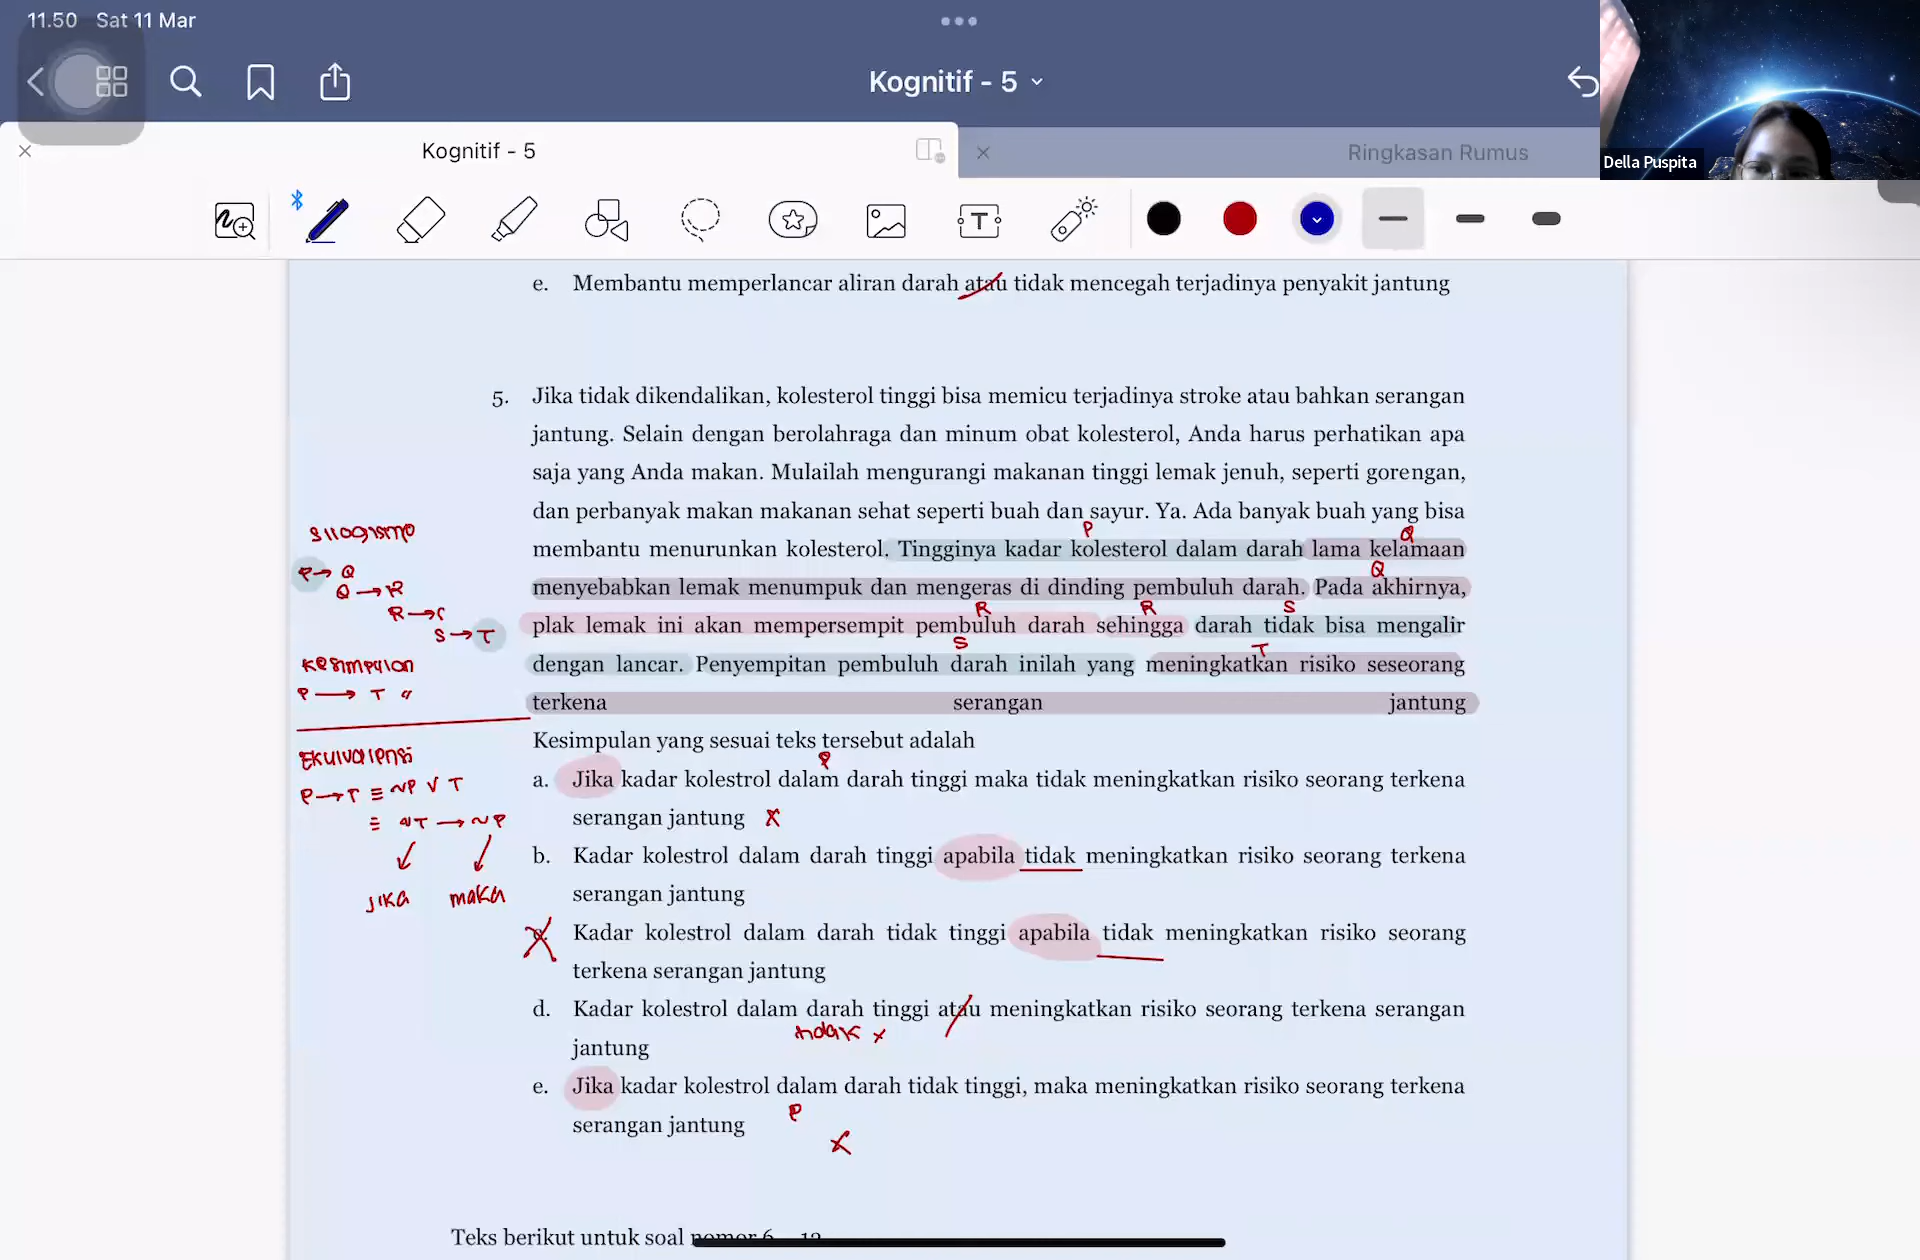 11.50 Sat 11 Mar
Kognitif - 5
Della Puspita
Kognitif - 5
Ringkasan Rumus
T
e. Membantu memperlancar aliran darah atau tidak mencegah terjadinya penyakit jantung
5. Jika tidak dikendalikan, kolesterol tinggi bisa memicu terjadinya stroke atau bahkan serangan
jantung. Selain dengan berolahraga dan minum obat kolesterol, Anda harus perhatikan apa
saja yang Anda makan. Mulailah mengurangi makanan tinggi lemak jenuh, seperti gorengan,
dan perbanyak makan makanan sehat seperti buah dan sayur. Ya. Ada banyak buah yang bisa
P Q
membantu menurunkan kolesterol. Tingginya kadar kolesterol dalam darah lama kelamaan
Q
menyebabkan lemak menumpuk dan mengeras di dinding pembuluh darah. Pada akhirnya,
R R S
plak lemak ini akan mempersempit pembuluh darah sehingga darah tidak bisa mengalir
S T
dengan lancar. Penyempitan pembuluh darah inilah yang meningkatkan risiko seseorang
terkena serangan jantung
Silogisme
P → Q
Q → R
R → S
S → T
Kesimpulan
P → T
Ekuivalensi
P → T ≡ ~P V T
≡ ~T → ~P
Jika maka
Kesimpulan yang sesuai teks tersebut adalah
P
a. Jika kadar kolestrol dalam darah tinggi maka tidak meningkatkan risiko seorang terkena
serangan jantung x
b. Kadar kolestrol dalam darah tinggi apabila tidak meningkatkan risiko seorang terkena
serangan jantung
c. Kadar kolestrol dalam darah tidak tinggi apabila tidak meningkatkan risiko seorang
terkena serangan jantung
d. Kadar kolestrol dalam darah tinggi atau meningkatkan risiko seorang terkena serangan
tidak x
jantung
e. Jika kadar kolestrol dalam darah tidak tinggi, maka meningkatkan risiko seorang terkena
P
serangan jantung
x
Teks berikut untuk soal nomor 6 - 12